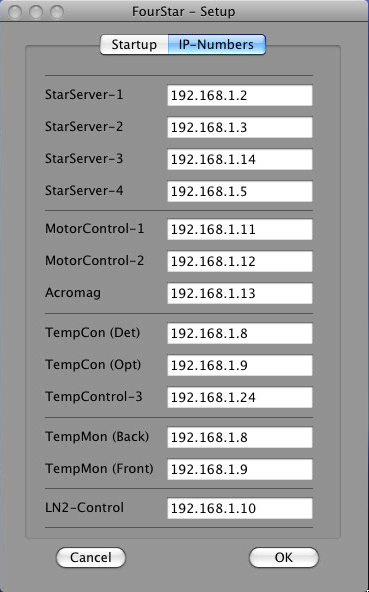 FourStar - Setup
Startup IP-Numbers
StarServer-1 192.168.1.2
StarServer-2 192.168.1.3
StarServer-3 192.168.1.14
StarServer-4 192.168.1.5
MotorControl-1 192.168.1.11
MotorControl-2 192.168.1.12
Acromag 192.168.1.13
TempCon (Det) 192.168.1.8
TempCon (Opt) 192.168.1.9
TempControl-3 192.168.1.24
TempMon (Back) 192.168.1.8
TempMon (Front) 192.168.1.9
LN2-Control 192.168.1.10
Cancel OK